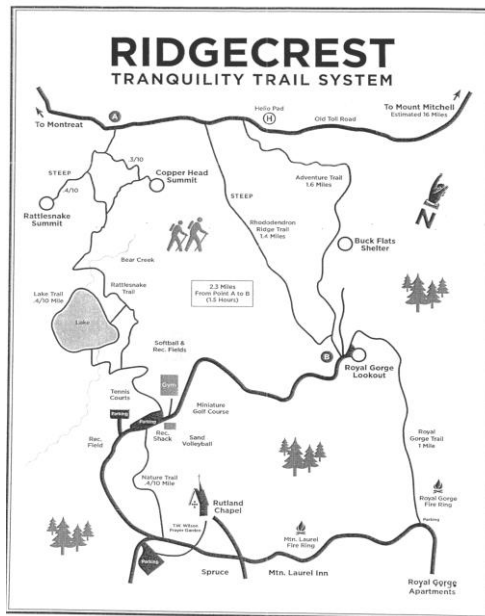 RIDGECREST
TRANQUILITY TRAIL SYSTEM
To Montreat
A
Helio Pad
H
Old Toll Road
To Mount Mitchell
Estimated 16 Miles
STEEP
.3/10
Copper Head
Summit
.4/10
Rattlesnake
Summit
STEEP
Adventure Trail
1.6 Miles
Rhododendron
Ridge Trail
1.4 Miles
N
Buck Flats
Shelter
Bear Creek
Rattlesnake
Trail
Lake Trail
.4/10 Mile
Lake
2.3 Miles
From Point A to B
(1.5 Hours)
Softball &
Rec. Fields
B
Royal Gorge
Lookout
Tennis
Courts
Gym
Parking
Parking
Miniature
Golf Course
Rec.
Field
Rec.
Shack
Sand
Volleyball
Royal
Gorge Trail
1 Mile
Nature Trail
.4/10 Mile
Rutland
Chapel
Royal Gorge
Fire Ring
T.W. Wilson
Prayer Garden
Mtn. Laurel
Fire Ring
Parking
Parking
Spruce
Mtn. Laurel Inn
Royal Gorge
Apartments